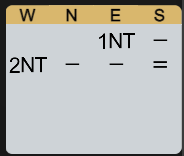 W N E S
1NT –
2NT – – =